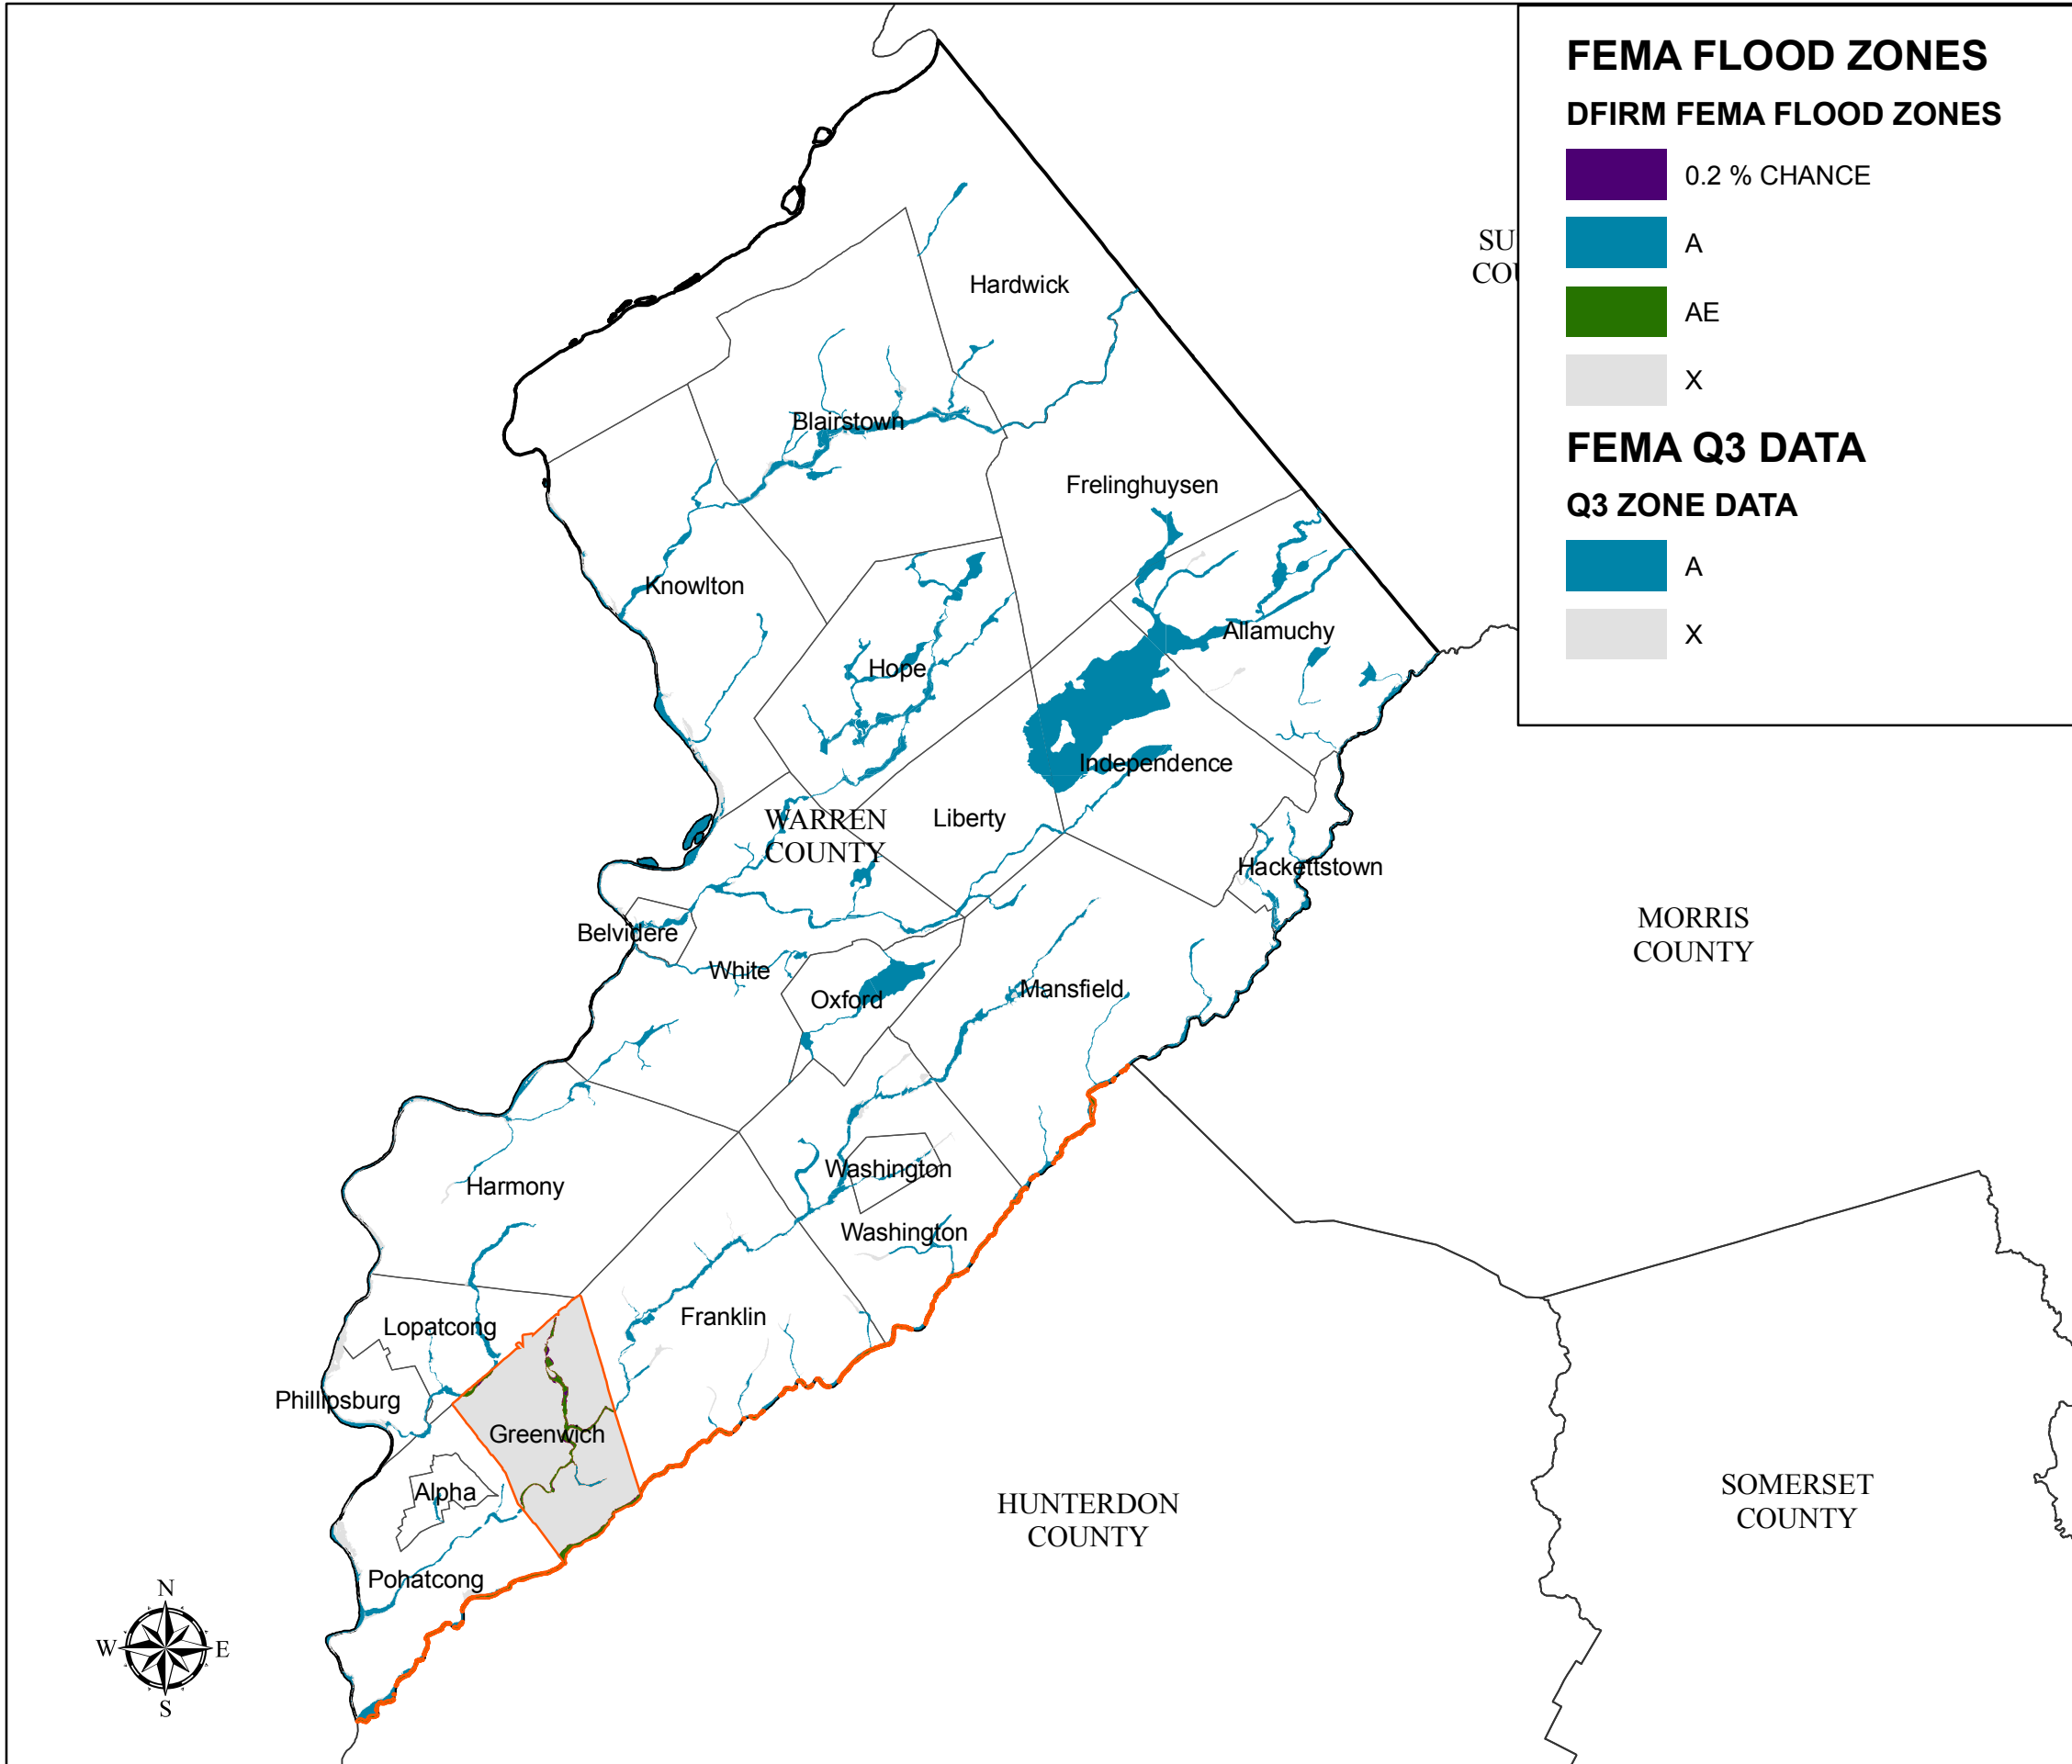 FEMA FLOOD ZONES
DFIRM FEMA FLOOD ZONES
0.2 % CHANCE
A
AE
X
FEMA Q3 DATA
Q3 ZONE DATA
A
X
SU
COU
Hardwick
Blairstown
Frelinghuysen
Knowlton
Allamuchy
Hope
Independence
Liberty
WARREN
COUNTY
Hackettstown
MORRIS
COUNTY
Belvidere
White
Oxford
Mansfield
Washington
Harmony
Washington
Franklin
Lopatcong
Phillipsburg
Greenwich
Alpha
HUNTERDON
COUNTY
SOMERSET
COUNTY
Pohatcong
N
W
E
S